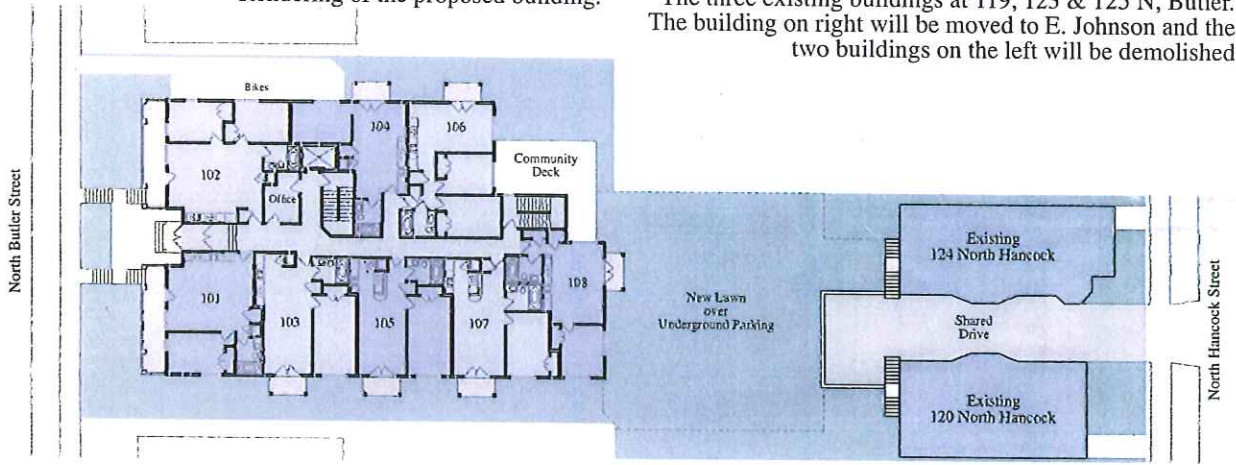 Rendering of the proposed building.
The three existing buildings at 119, 123 & 125 N, Butler.
The building on right will be moved to E. Johnson and the
two buildings on the left will be demolished
Bikes
104
106
102
Community
Deck
Office
North Butler Street
101
103
105
107
108
New Lawn
over
Underground Parking
Existing
124 North Hancock
Shared
Drive
Existing
120 North Hancock
North Hancock Street